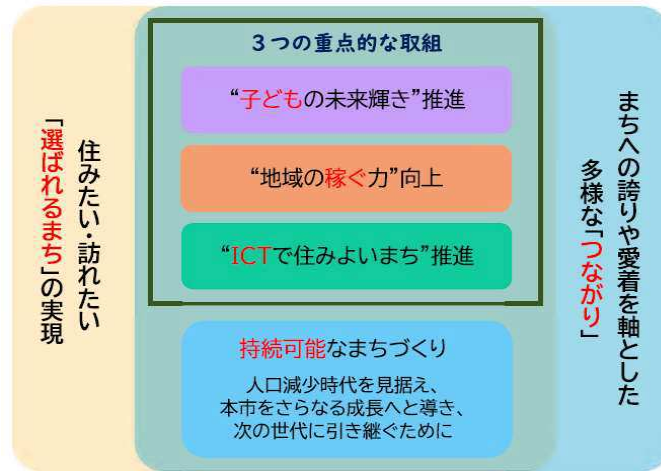 ３つの重点的な取組
“子どもの未来輝き”推進
“地域の稼ぐ力”向上
“ICTで住みよいまち”推進
持続可能なまちづくり
人口減少時代を見据え、
本市をさらなる成長へと導き、
次の世代に引き継ぐために
住みたい・訪れたい
「選ばれるまち」の実現
まちへの誇りや愛着を軸とした
多様な「つながり」